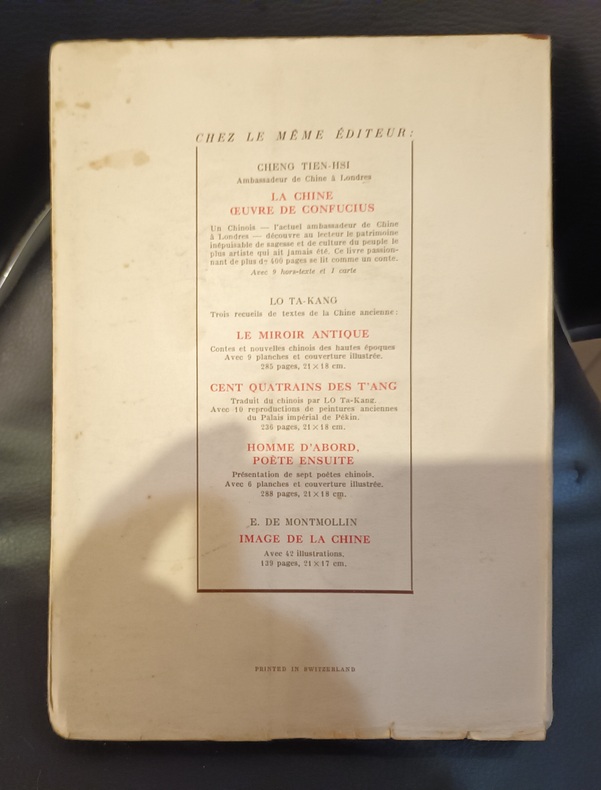 CHEZ LE MÊME ÉDITEUR:
CHENG TIEN-HSI
Ambassadeur de Chine à Londres
LA CHINE
ŒUVRE DE CONFUCIUS
Un Chinois — l'actuel ambassadeur de Chine
à Londres — découvre au lecteur le patrimoine
inépuisable de sagesse et de culture du peuple le
plus artiste qui ait jamais été. Ce livre passion-
nant de plus de 400 pages se lit comme un conte.
Avec 9 hors-texte et 1 carte
LO TA-KANG
Trois recueils de textes de la Chine ancienne:
LE MIROIR ANTIQUE
Contes et nouvelles chinois des hautes époques
Avec 9 planches et couverture illustrée.
285 pages, 21 × 18 cm.
CENT QUATRAINS DES T'ANG
Traduit du chinois par LO Ta-Kang.
Avec 10 reproductions de peintures anciennes
du Palais impérial de Pékin.
236 pages, 21 × 18 cm.
HOMME D'ABORD,
POÈTE ENSUITE
Présentation de sept poètes chinois.
Avec 6 planches et couverture illustrée.
288 pages, 21 × 18 cm.
E. DE MONTMOLLIN
IMAGE DE LA CHINE
Avec 42 illustrations.
139 pages, 21 × 17 cm.
PRINTED IN SWITZERLAND